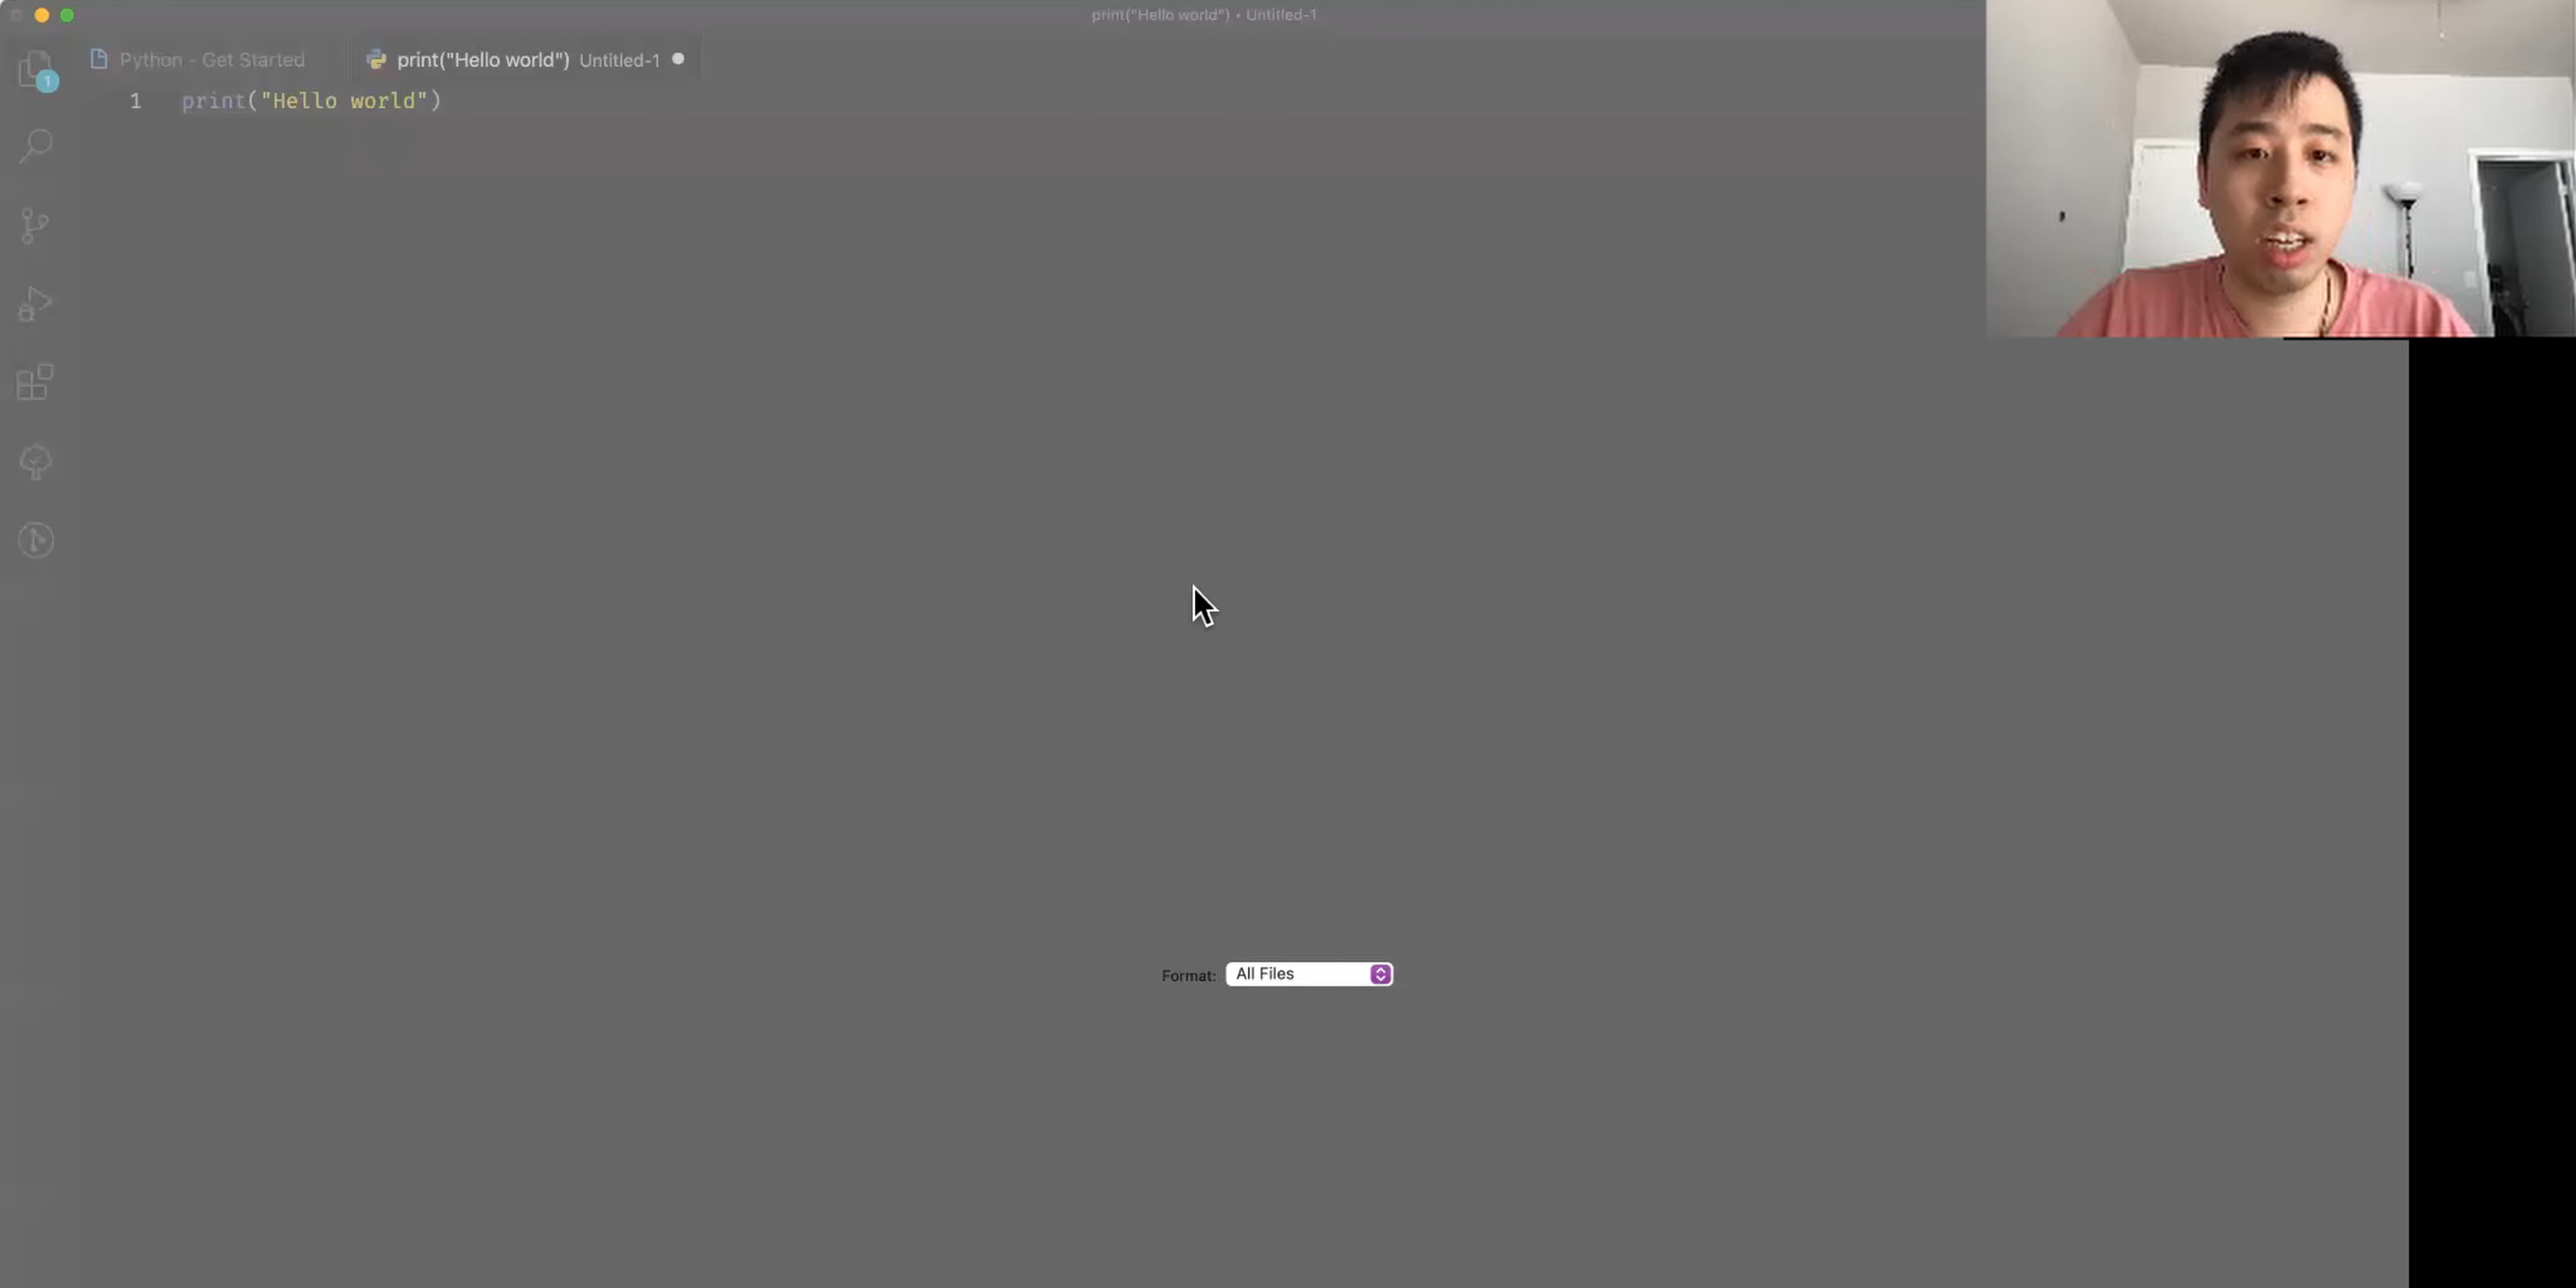 print("Hello world") • Untitled-1
Python - Get Started
print("Hello world") Untitled-1
1
1 print("Hello world")
Format: All Files